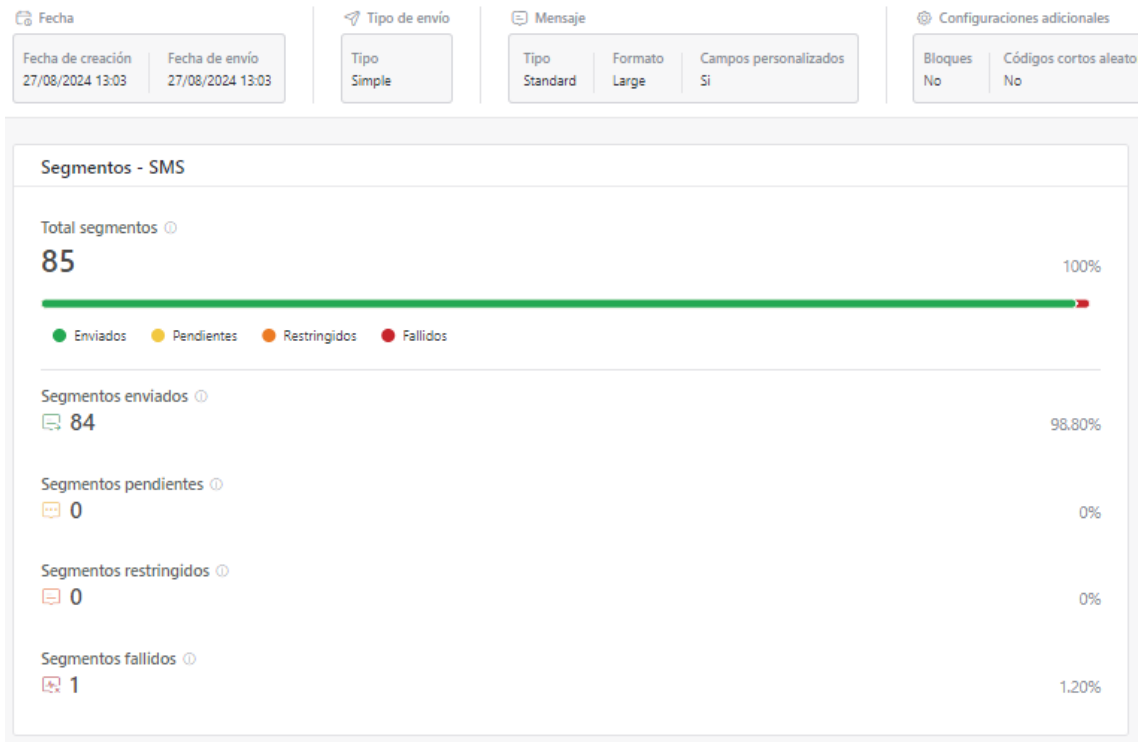 Fecha
Tipo de envío
Mensaje
Configuraciones adicionales
Fecha de creación
Fecha de envío
Tipo
Tipo
Formato
Campos personalizados
Bloques
Códigos cortos aleato
27/08/2024 13:03
27/08/2024 13:03
Simple
Standard
Large
Si
No
No
Segmentos - SMS
Total segmentos
85
100%
Enviados
Pendientes
Restringidos
Fallidos
Segmentos enviados
84
98.80%
Segmentos pendientes
0
0%
Segmentos restringidos
0
0%
Segmentos fallidos
1
1.20%